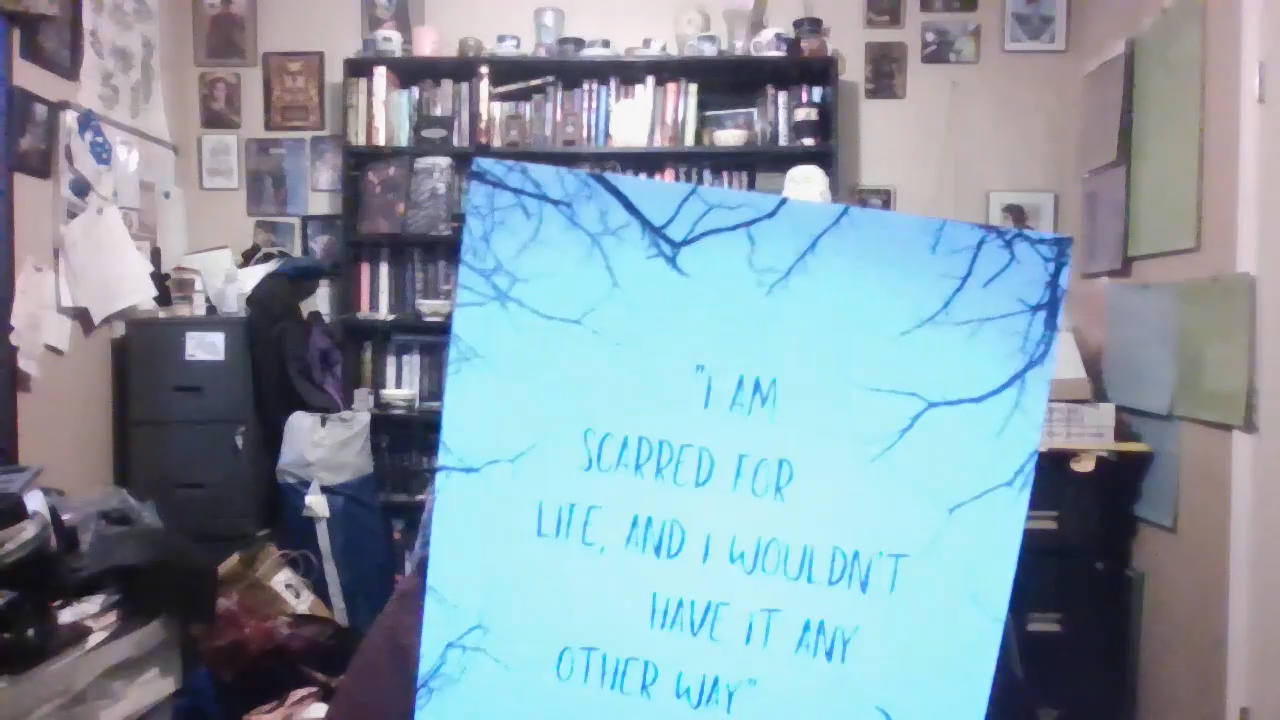 "I AM
SCARRED FOR
LIFE, AND I WOULDN'T
HAVE IT ANY
OTHER WAY"